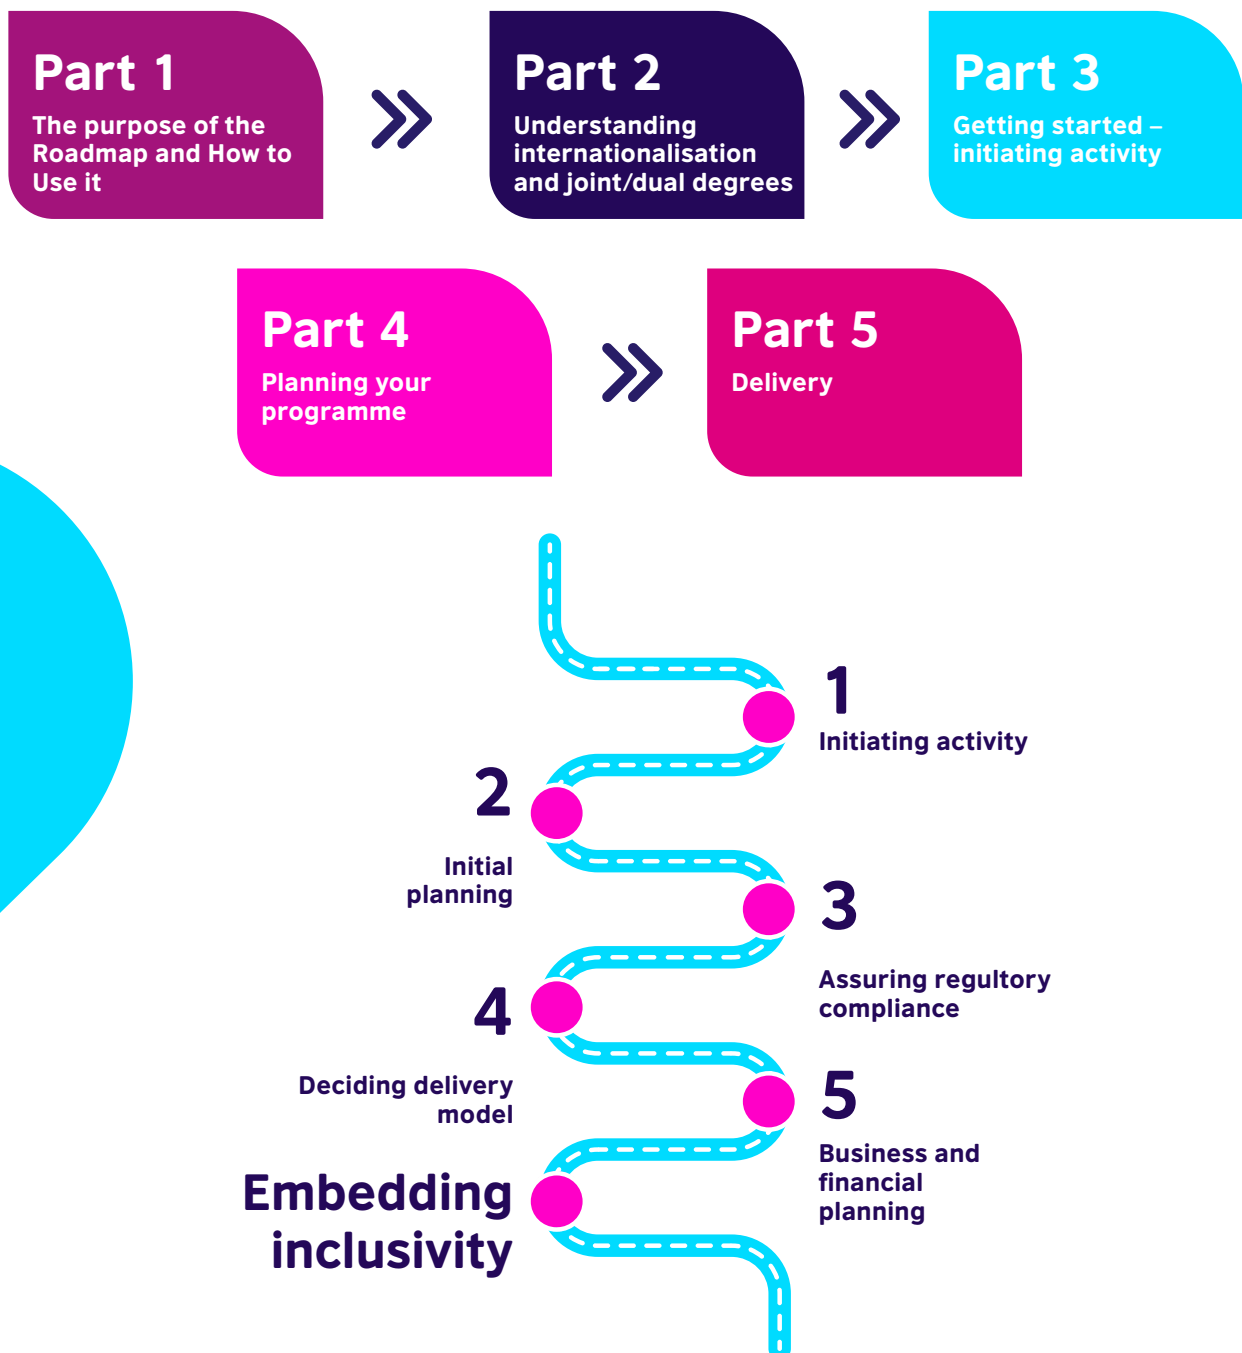 Part 1
The purpose of the
Roadmap and How to
Use it
Part 2
Understanding
internationalisation
and joint/dual degrees
Part 3
Getting started –
initiating activity
Part 4
Planning your
programme
Part 5
Delivery
1
Initiating activity
2
Initial
planning
3
Assuring regultory
compliance
4
Deciding delivery
model
5
Business and
financial
planning
Embedding
inclusivity